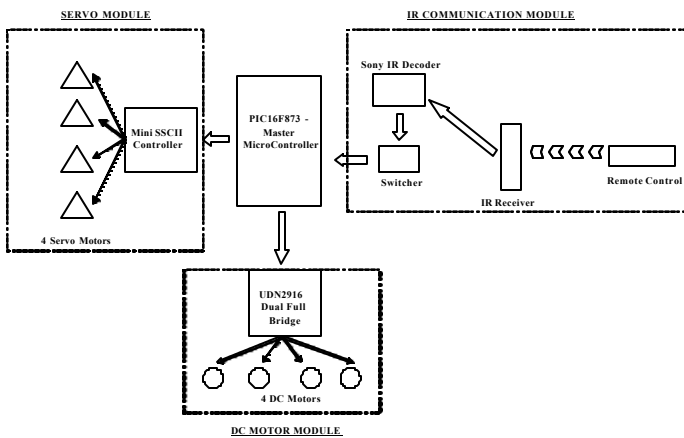 SERVO MODULE
IR COMMUNICATION MODULE
Sony IR Decoder
PIC16F873 -
Master
MicroController
Mini SSCII
Controller
Switcher
IR Receiver
Remote Control
4 Servo Motors
UDN2916
Dual Full
Bridge
4 DC Motors
DC MOTOR MODULE